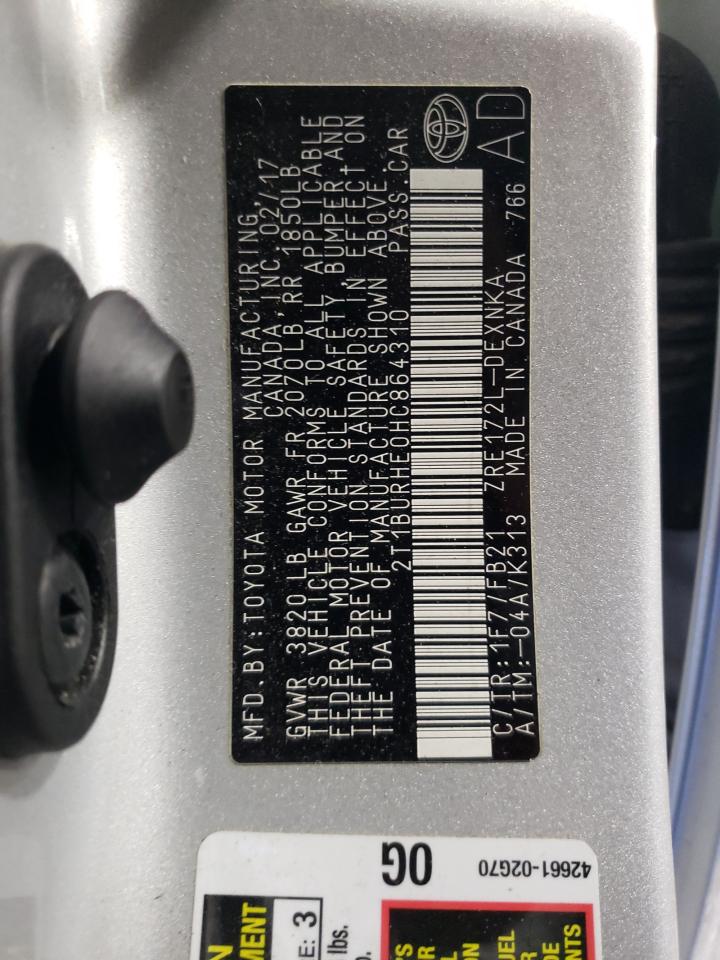 MFD.BY:TOYOTA MOTOR MANUFACTURING,
CANADA,INC.02/17
GVWR 3820 LB GAWR FR 2070LB,RR 1850LB
THIS VEHICLE CONFORMS TO ALL APPLICABLE
FEDERAL MOTOR VEHICLE SAFETY, BUMPER,AND
THEFT PREVENTION STANDARDS IN EFFECT ON
THE DATE OF MANUFACTURE SHOWN ABOVE.
2T1BURHE0HC864310 PASS.CAR
C/TR:1F7/FB21 ZRE172L-DEXNKA
A/TM:-04A/K313 MADE IN CANADA 766
AD
0G
42661-02G70
MENT
E: 3
lbs.